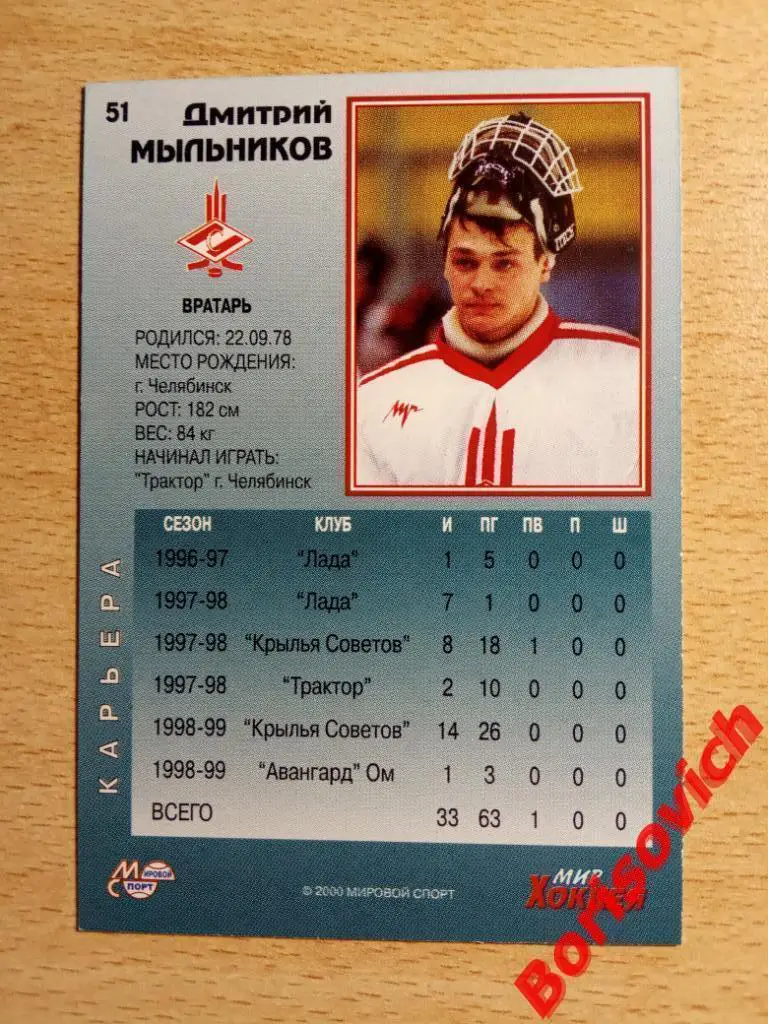 51 Дмитрий
МЫЛЬНИКОВ
С
ВРАТАРЬ
РОДИЛСЯ: 22.09.78
МЕСТО РОЖДЕНИЯ:
г. Челябинск
РОСТ: 182 см
ВЕС: 84 кг
НАЧИНАЛ ИГРАТЬ:
"Трактор" г. Челябинск
Луч
КАРЬЕРА
СЕЗОН КЛУБ И ПГ ПВ П Ш
1996-97 "Лада" 1 5 0 0 0
1997-98 "Лада" 7 1 0 0 0
1997-98 "Крылья Советов" 8 18 1 0 0
1997-98 "Трактор" 2 10 0 0 0
1998-99 "Крылья Советов" 14 26 0 0 0
1998-99 "Авангард" Ом 1 3 0 0 0
ВСЕГО 33 63 1 0 0
МИРОВОЙ
СПОРТ
© 2000 МИРОВОЙ СПОРТ
МИР
ХОККЕЯ
Borisovich